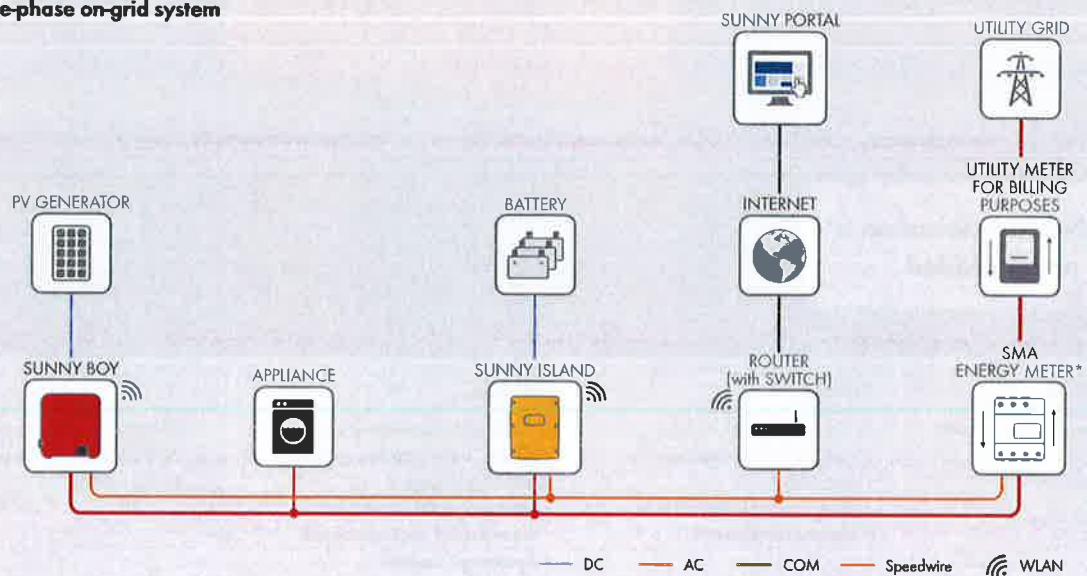 e-phase on-grid system
SUNNY PORTAL
UTILITY GRID
UTILITY METER
FOR BILLING
PURPOSES
PV GENERATOR
BATTERY
INTERNET
SUNNY BOY
APPLIANCE
SUNNY ISLAND
ROUTER
(with SWITCH)
SMA
ENERGY METER*
DC
AC
COM
Speedwire
WLAN